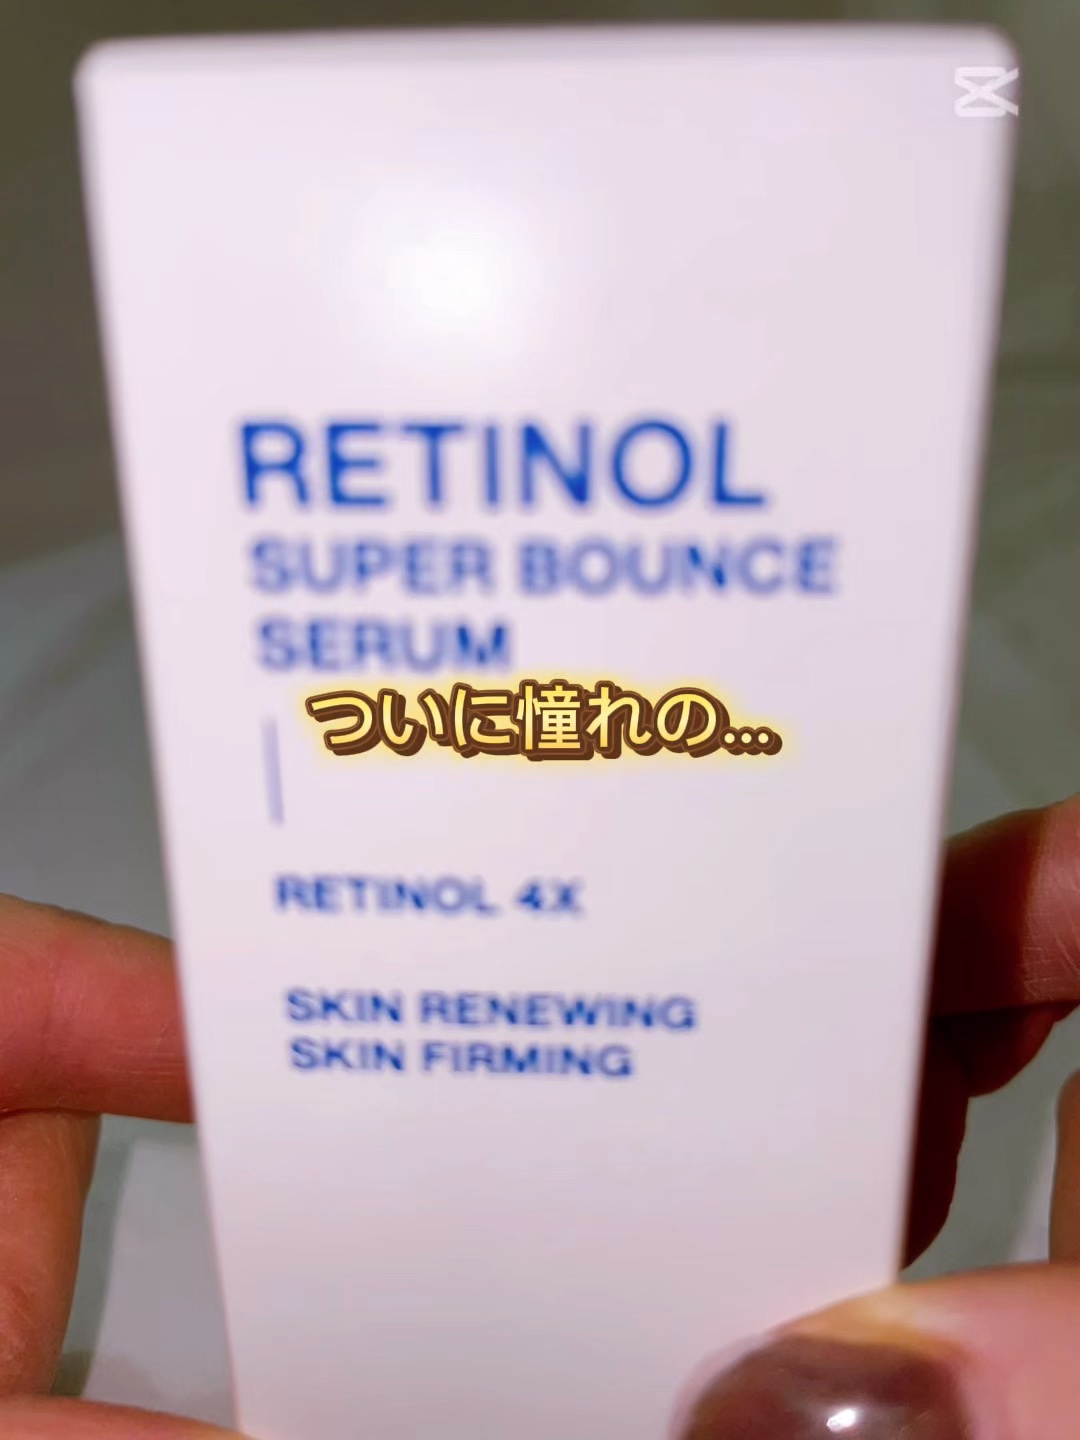 RETINOL
SUPER BOUNCE
SERUM
ついに憧れの...
RETINOL 4X
SKIN RENEWING
SKIN FIRMING